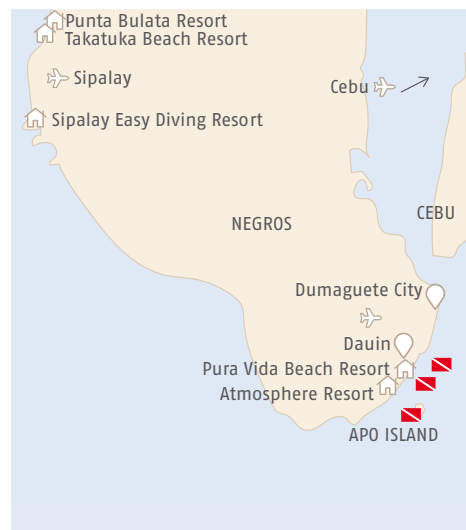 Punta Bulata Resort
Takatuka Beach Resort
Sipalay
Cebu
Sipalay Easy Diving Resort
CEBU
NEGROS
Dumaguete City
Dauin
Pura Vida Beach Resort
Atmosphere Resort
APO ISLAND